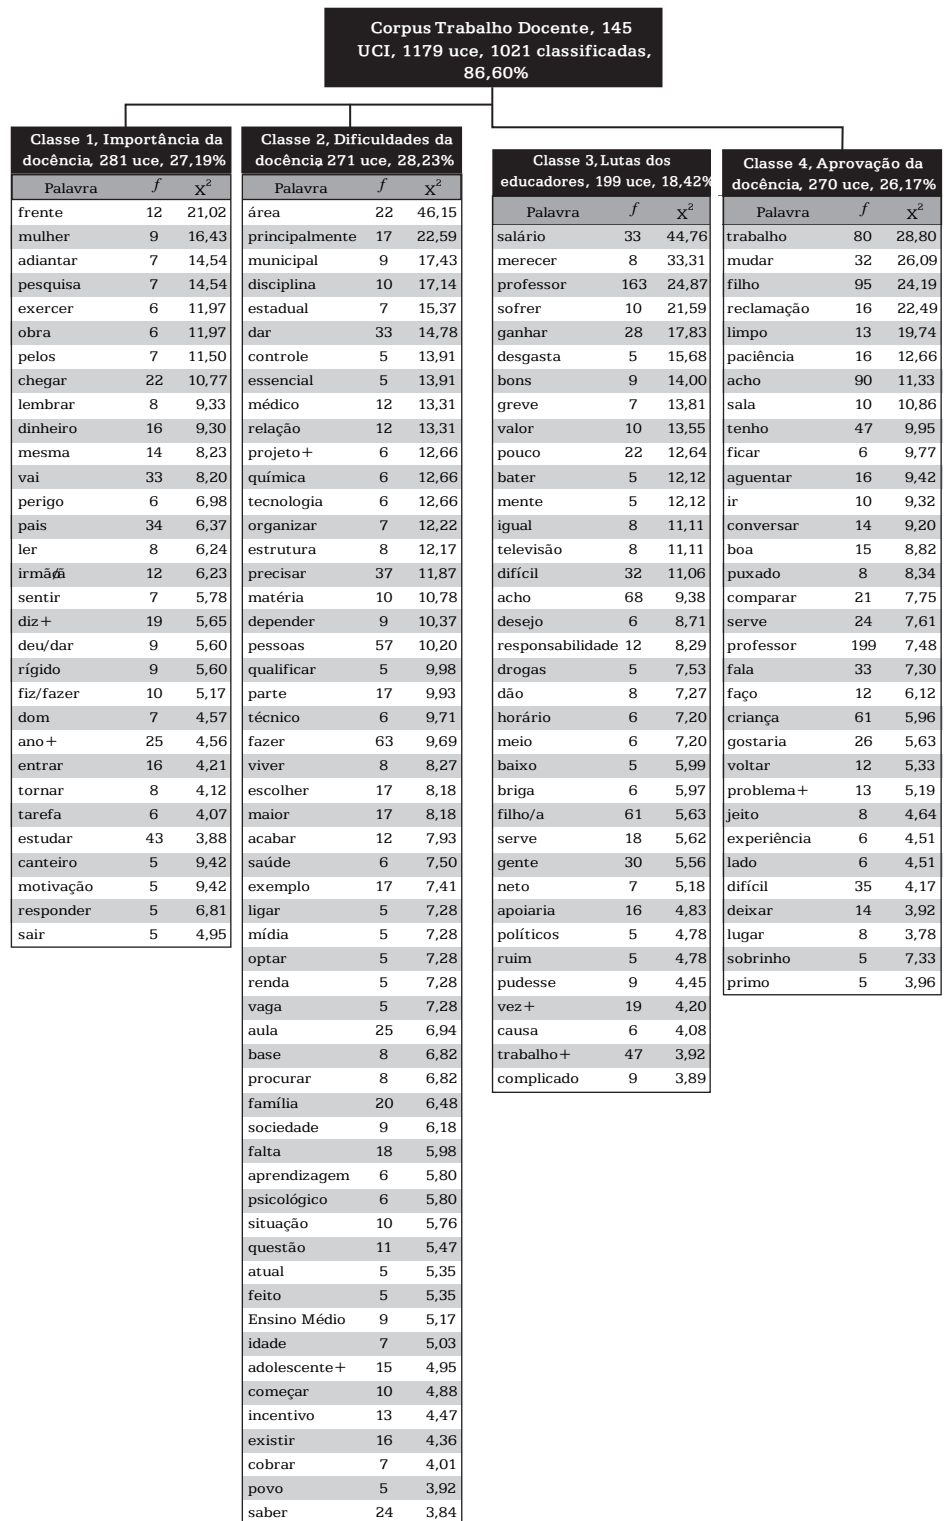 Corpus Trabalho Docente, 145
UCI, 1179 uce, 1021 classificadas,
86,60%
Classe 1, Importância da
docência, 281 uce, 27,19%
Palavra f X²
frente 12 21,02
mulher 9 16,43
adiantar 7 14,54
pesquisa 7 14,54
exercer 6 11,97
obra 6 11,97
pelos 7 11,50
chegar 22 10,77
lembrar 8 9,33
dinheiro 16 9,30
mesma 14 8,23
vai 33 8,20
perigo 6 6,98
pais 34 6,37
ler 8 6,24
12 6,23
sentir 7 5,78
diz+ 19 5,65
deu/dar 9 5,60
rígido 9 5,60
fiz/fazer 10 5,17
dom 7 4,57
ano+ 25 4,56
entrar 16 4,21
tornar 8 4,12
tarefa 6 4,07
estudar 43 3,88
canteiro 5 9,42
motivação 5 9,42
responder 5 6,81
sair 5 4,95
Classe 2, Dificuldades da
docência, 271 uce, 28,23%
Palavra f X²
área 22 46,15
principalmente 17 22,59
municipal 9 17,43
disciplina 10 17,14
estadual 7 15,37
dar 33 14,78
controle 5 13,91
essencial 5 13,91
médico 12 13,31
relação 12 13,31
projeto+ 6 12,66
química 6 12,66
tecnologia 6 12,66
organizar 7 12,22
estrutura 8 12,17
precisar 37 11,87
matéria 10 10,78
depender 9 10,37
pessoas 57 10,20
qualificar 5 9,98
parte 17 9,93
técnico 6 9,71
fazer 63 9,69
viver 8 8,27
escolher 17 8,18
maior 17 8,18
acabar 12 7,93
saúde 6 7,50
exemplo 17 7,41
ligar 5 7,28
mídia 5 7,28
optar 5 7,28
renda 5 7,28
vaga 5 7,28
aula 25 6,94
base 8 6,82
procurar 8 6,82
família 20 6,48
sociedade 9 6,18
falta 18 5,98
aprendizagem 6 5,80
psicológico 6 5,80
situação 10 5,76
questão 11 5,47
atual 5 5,35
feito 5 5,35
Ensino Médio 9 5,17
idade 7 5,03
adolescente+ 15 4,95
começar 10 4,88
incentivo 13 4,47
existir 16 4,36
cobrar 7 4,01
povo 5 3,92
saber 24 3,84
Classe 3, Lutas dos
educadores, 199 uce, 18,42%
Palavra f X²
salário 33 44,76
merecer 8 33,31
professor 163 24,87
sofrer 10 21,59
ganhar 28 17,83
desgasta 5 15,68
bons 9 14,00
greve 7 13,81
valor 10 13,55
pouco 22 12,64
bater 5 12,12
mente 5 12,12
igual 8 11,11
televisão 8 11,11
difícil 32 11,06
acho 68 9,38
desejo 6 8,71
responsabilidade 12 8,29
drogas 5 7,53
dão 8 7,27
horário 6 7,20
meio 6 7,20
baixo 5 5,99
briga 6 5,97
filho/a 61 5,63
serve 18 5,62
gente 30 5,56
neto 7 5,18
apoiaria 16 4,83
políticos 5 4,78
ruim 5 4,78
pudesse 9 4,45
vez+ 19 4,20
causa 6 4,08
trabalho+ 47 3,92
complicado 9 3,89
Classe 4, Aprovação da
docência, 270 uce, 26,17%
Palavra f X²
trabalho 80 28,80
mudar 32 26,09
filho 95 24,19
reclamação 16 22,49
limpo 13 19,74
paciência 16 12,66
acho 90 11,33
sala 10 10,86
tenho 47 9,95
ficar 6 9,77
aguentar 16 9,42
ir 10 9,32
conversar 14 9,20
boa 15 8,82
puxado 8 8,34
comparar 21 7,75
serve 24 7,61
professor 199 7,48
fala 33 7,30
faço 12 6,12
criança 61 5,96
gostaria 26 5,63
voltar 12 5,33
problema+ 13 5,19
jeito 8 4,64
experiência 6 4,51
lado 6 4,51
difícil 35 4,17
deixar 14 3,92
lugar 8 3,78
sobrinho 5 7,33
primo 5 3,96